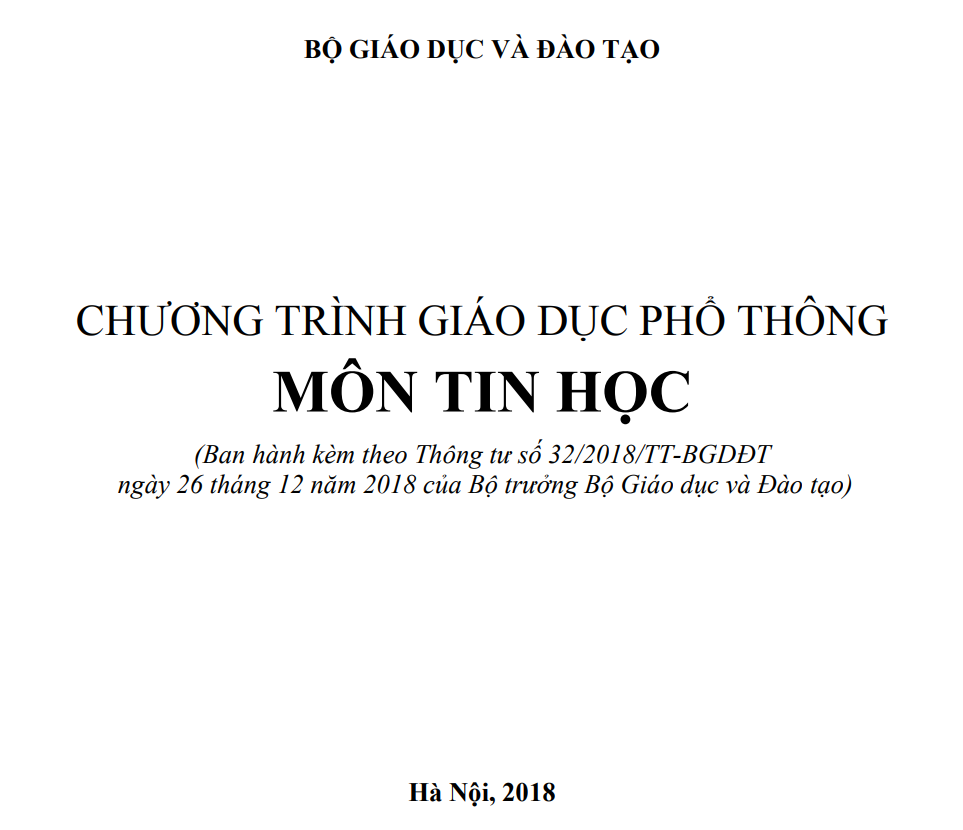 BỘ GIÁO DỤC VÀ ĐÀO TẠO
CHƯƠNG TRÌNH GIÁO DỤC PHỔ THÔNG
MÔN TIN HỌC
(Ban hành kèm theo Thông tư số 32/2018/TT-BGDĐT
ngày 26 tháng 12 năm 2018 của Bộ trưởng Bộ Giáo dục và Đào tạo)
Hà Nội, 2018